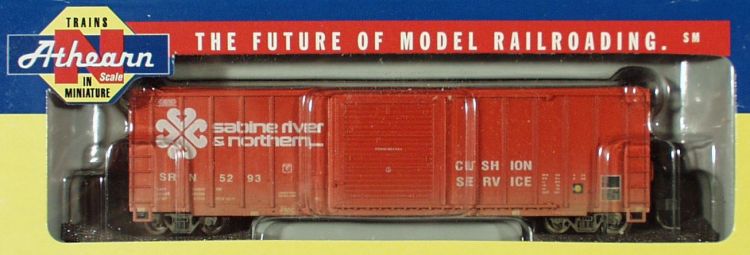 TRAINS
Athearn
N
Scale
IN
MINIATURE
THE FUTURE OF MODEL RAILROADING. SM
sabine river
& northern
SRN 5293
CUSHION
SERVICE